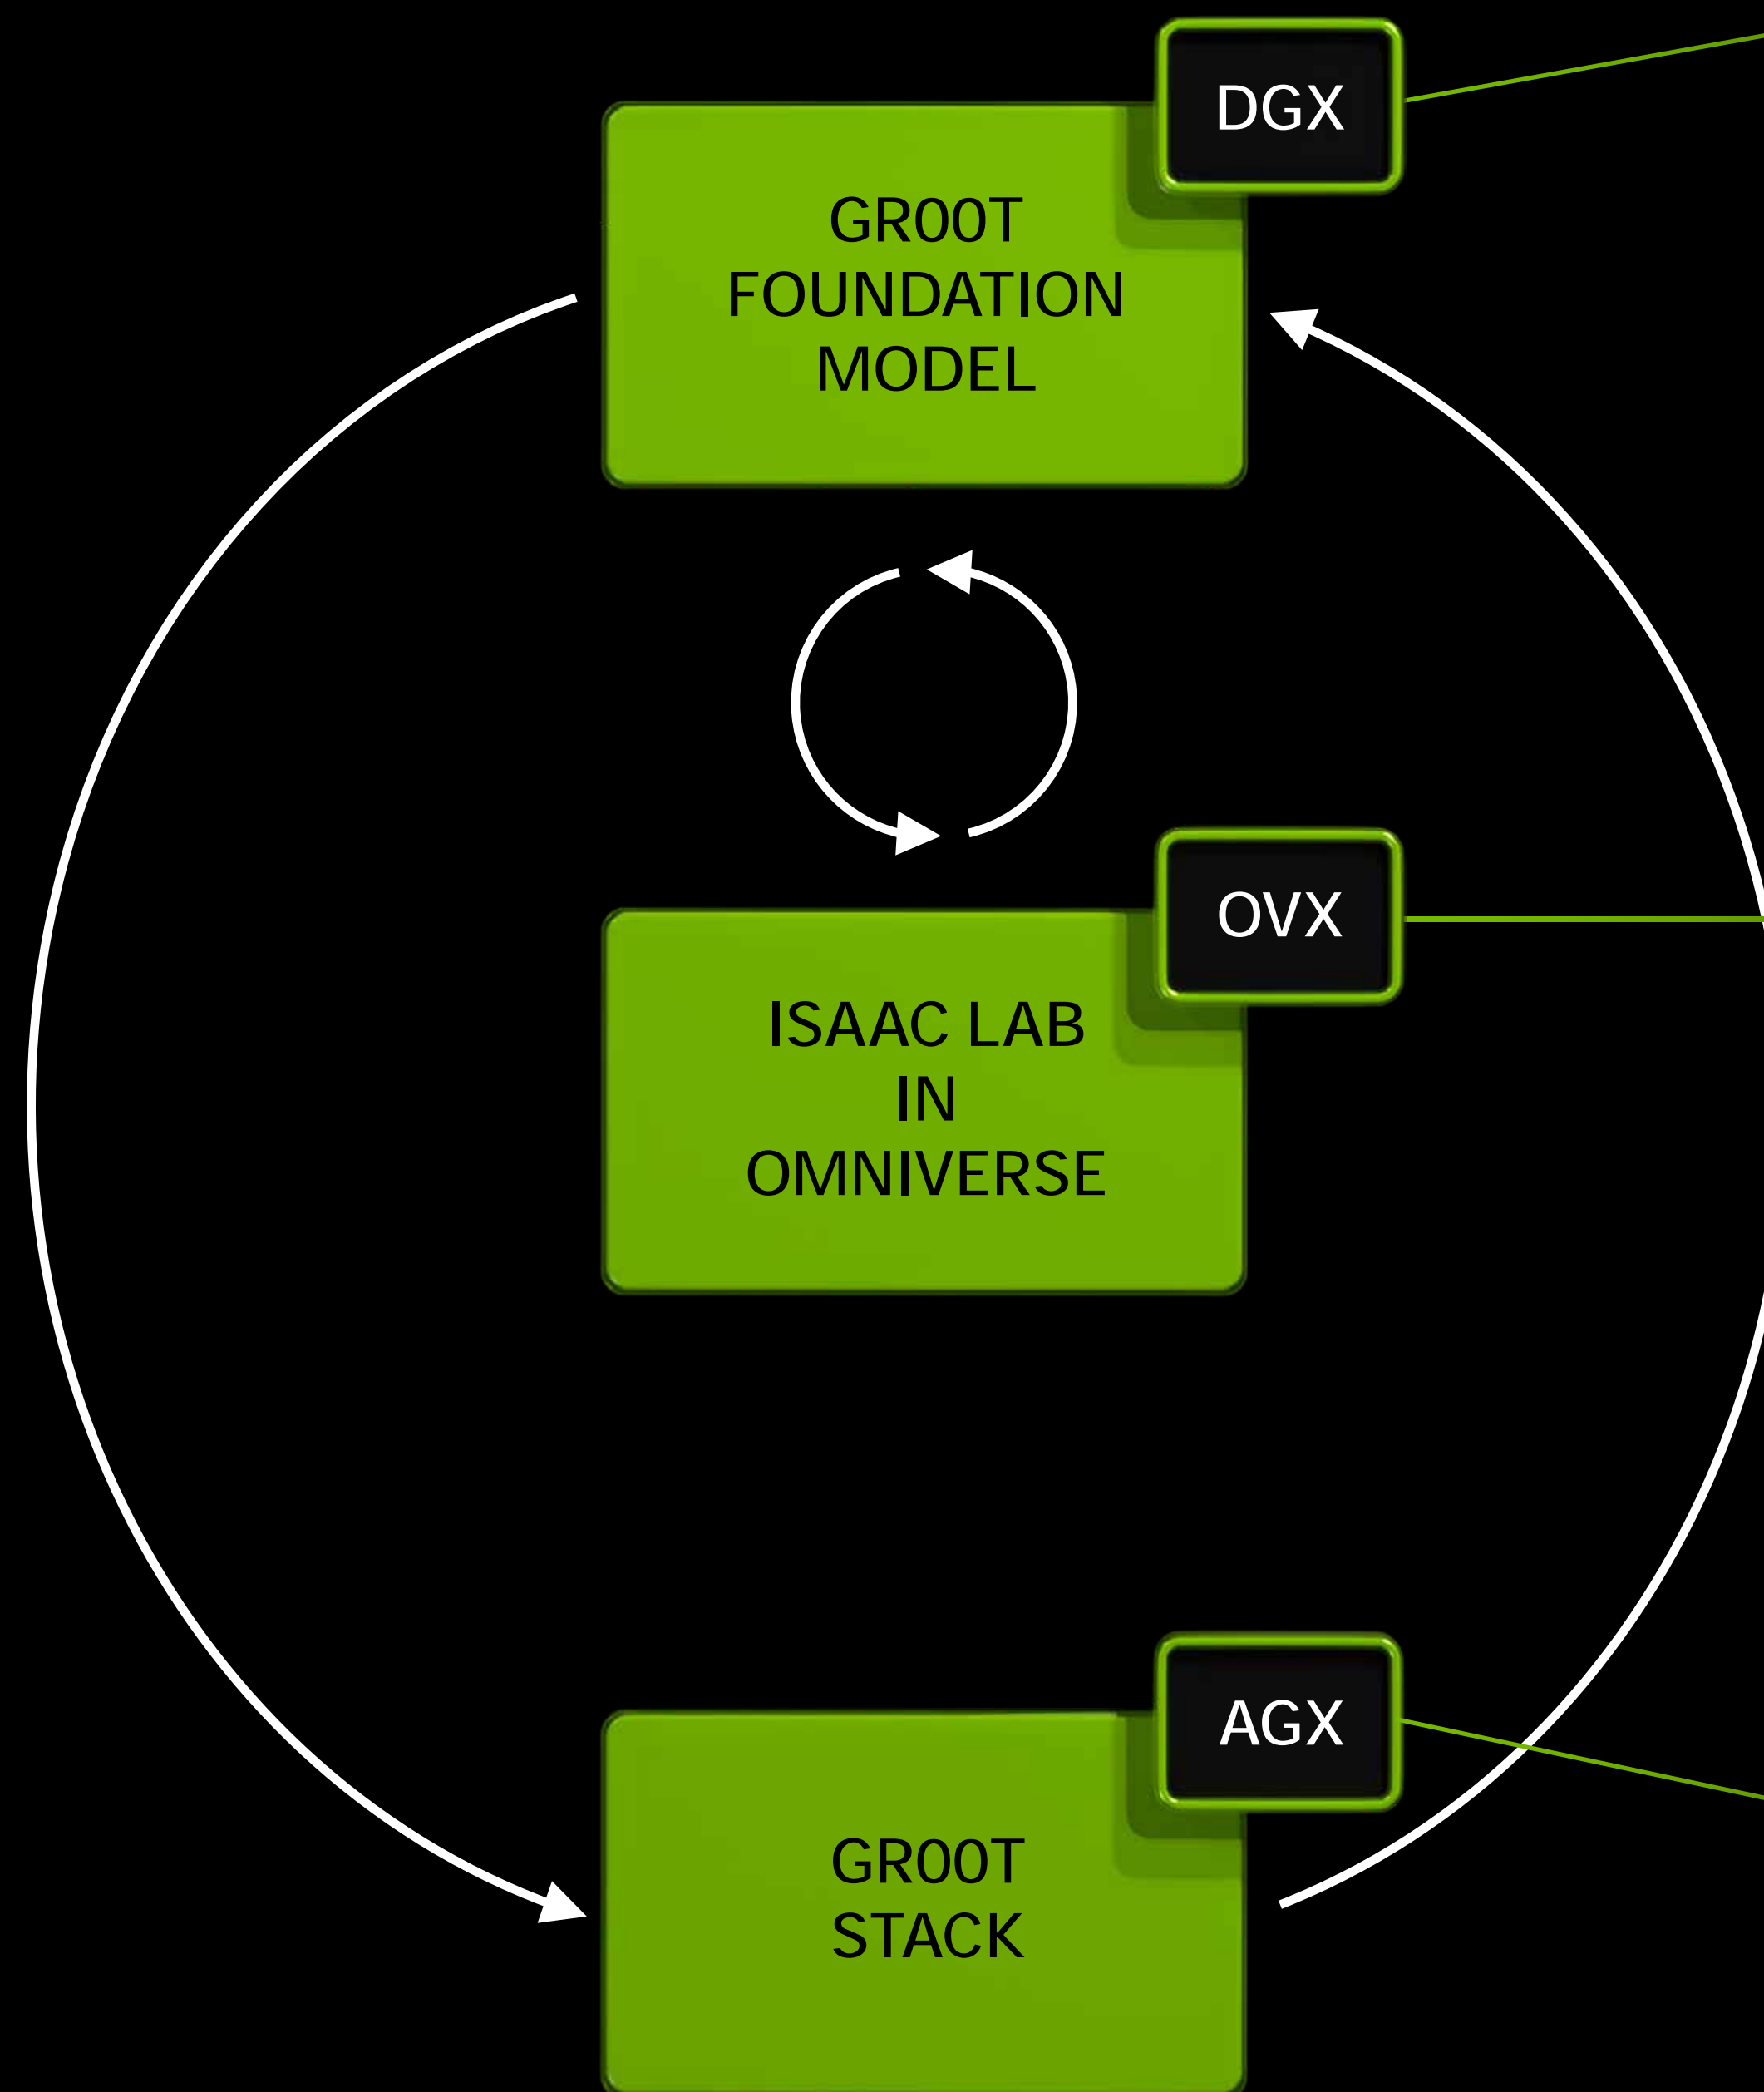 DGX
GR00T
FOUNDATION
MODEL
OVX
ISAAC LAB
IN
OMNIVERSE
AGX
GR00T
STACK